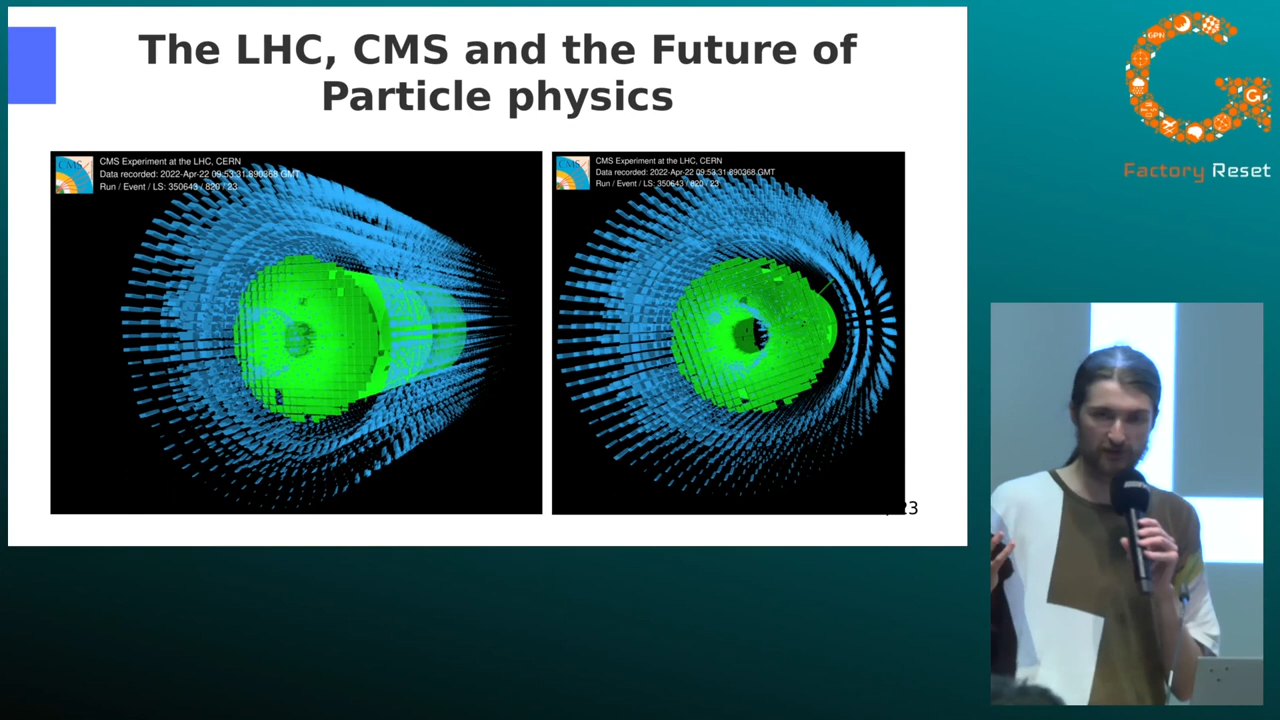 The LHC, CMS and the Future of
Particle physics
CMS
CMS Experiment at the LHC, CERN
Data recorded: 2022-Apr-22 09:53:31.890368 GMT
Run / Event / LS: 350643 / 820 / 23
CMS
CMS Experiment at the LHC, CERN
Data recorded: 2022-Apr-22 09:53:31.890368 GMT
Run / Event / LS: 350643 / 820 / 23
/ 23
GPN
G
Factory Reset